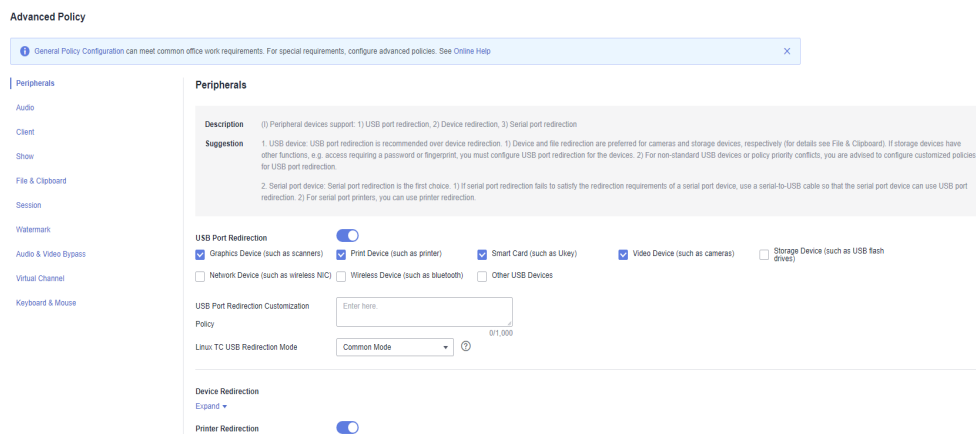 Advanced Policy
General Policy Configuration can meet common office work requirements. For special requirements, configure advanced policies. See Online Help
Peripherals
Audio
Client
Show
File & Clipboard
Session
Watermark
Audio & Video Bypass
Virtual Channel
Keyboard & Mouse
Peripherals
Description (I) Peripheral devices support: 1) USB port redirection, 2) Device redirection, 3) Serial port redirection
Suggestion 1. USB device: USB port redirection is recommended over device redirection. 1) Device and file redirection are preferred for cameras and storage devices, respectively (for details see File & Clipboard). If storage devices have
other functions, e.g. access requiring a password or fingerprint, you must configure USB port redirection for the devices. 2) For non-standard USB devices or policy priority conflicts, you are advised to configure customized policies
for USB port redirection.
2. Serial port device: Serial port redirection is the first choice. 1) If serial port redirection fails to satisfy the redirection requirements of a serial port device, use a serial-to-USB cable so that the serial port device can use USB port
redirection. 2) For serial port printers, you can use printer redirection.
USB Port Redirection
Graphics Device (such as scanners) Print Device (such as printer) Smart Card (such as Ukey) Video Device (such as cameras) Storage Device (such as USB flash
drives)
Network Device (such as wireless NIC) Wireless Device (such as bluetooth) Other USB Devices
USB Port Redirection Customization
Policy
Enter here.
0/1,000
Linux TC USB Redirection Mode Common Mode
Device Redirection
Expand
Printer Redirection